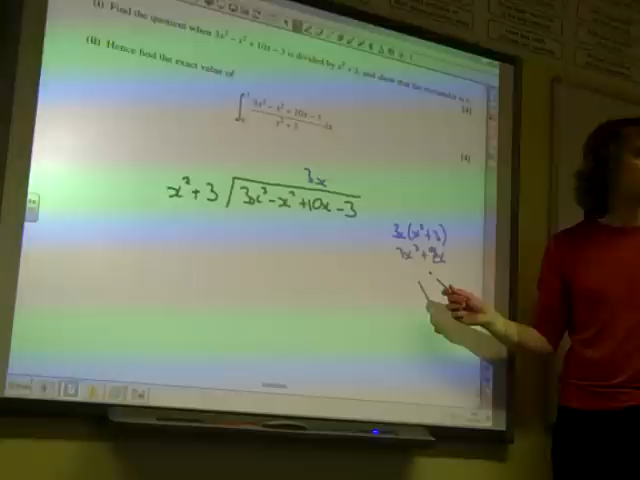 (i) Find the quotient when 3x³ − x² + 10x − 3 is divided by x² + 3, and show that the remainder is x.
[4]
(ii) Hence find the exact value of
∫ 3x³ − x² + 10x − 3 / x² + 3 dx
[4]
3x
x² + 3 3x³ - x² + 10x - 3
3x(x² + 3)
3x³ + 9x